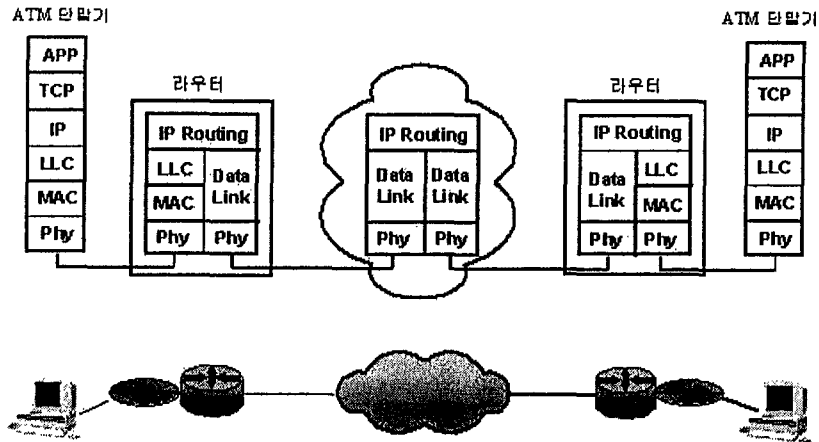 ATM 단말기
APP
TCP
IP
LLC
MAC
Phy
라우터
IP Routing
LLC
MAC
Phy
Data Link
Phy
IP Routing
Data Link
Data Link
Phy
Phy
라우터
IP Routing
Data Link
Phy
LLC
MAC
Phy
ATM 단말기
APP
TCP
IP
LLC
MAC
Phy